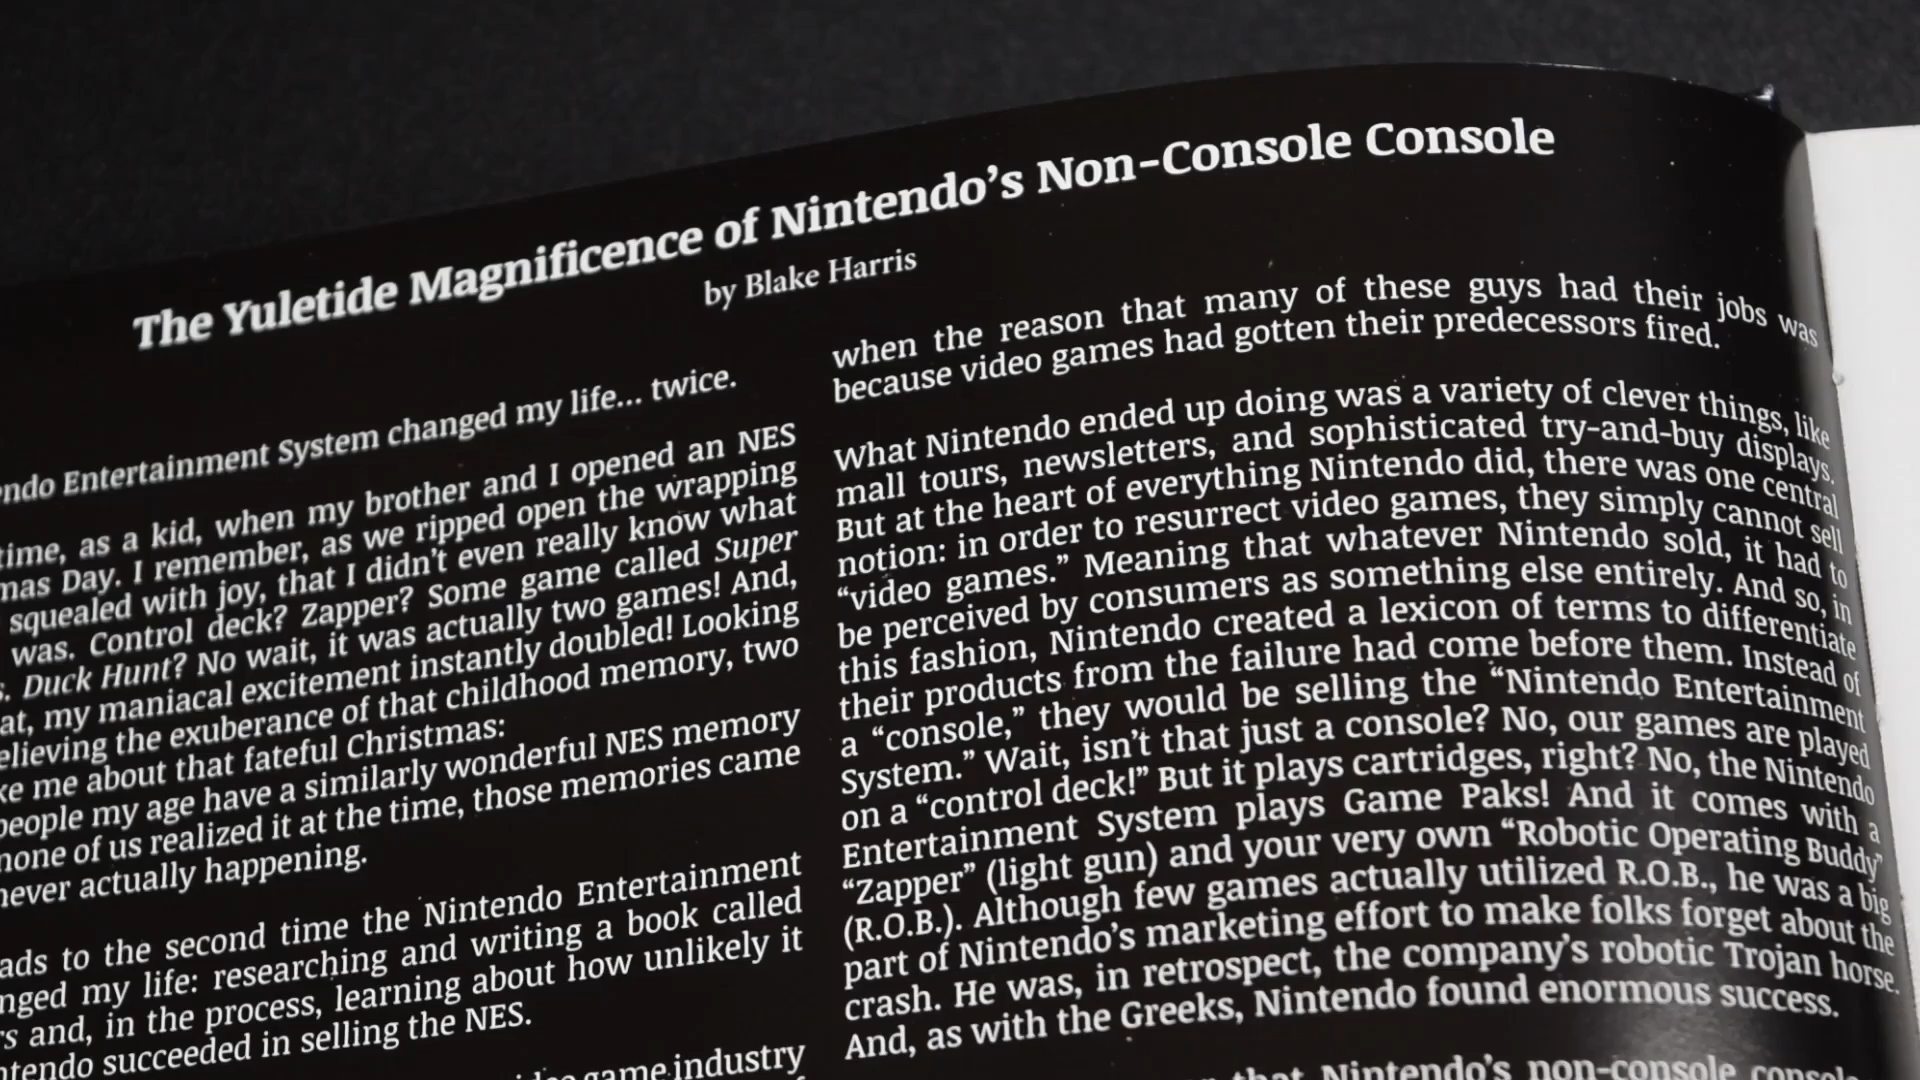 The Yuletide Magnificence of Nintendo’s Non-Console Console
by Blake Harris
Entertainment System changed my life... twice.
time, as a kid, when my brother and I opened an NES
Day. I remember, as we ripped open the wrapping
squealed with joy, that I didn’t even really know what
was. Control deck? Zapper? Some game called Super
Duck Hunt? No wait, it was actually two games! And,
my maniacal excitement instantly doubled! Looking
the exuberance of that childhood memory, two
me about that fateful Christmas:
people my age have a similarly wonderful NES memory
none of us realized it at the time, those memories came
never actually happening.
to the second time the Nintendo Entertainment
my life: researching and writing a book called
and, in the process, learning about how unlikely it
succeeded in selling the NES.
game industry
when the reason that many of these guys had their jobs was
because video games had gotten their predecessors fired.
What Nintendo ended up doing was a variety of clever things, like
mall tours, newsletters, and sophisticated try-and-buy displays.
But at the heart of everything Nintendo did, there was one central
notion: in order to resurrect video games, they simply cannot sell
“video games.” Meaning that whatever Nintendo sold, it had to
be perceived by consumers as something else entirely. And so, in
this fashion, Nintendo created a lexicon of terms to differentiate
their products from the failure had come before them. Instead of
a “console,” they would be selling the “Nintendo Entertainment
System.” Wait, isn’t that just a console? No, our games are played
on a “control deck!” But it plays cartridges, right? No, the Nintendo
Entertainment System plays Game Paks! And it comes with a
“Zapper” (light gun) and your very own “Robotic Operating Buddy”
(R.O.B.). Although few games actually utilized R.O.B., he was a big
part of Nintendo’s marketing effort to make folks forget about the
crash. He was, in retrospect, the company’s robotic Trojan horse.
And, as with the Greeks, Nintendo found enormous success.
that Nintendo’s non-console console